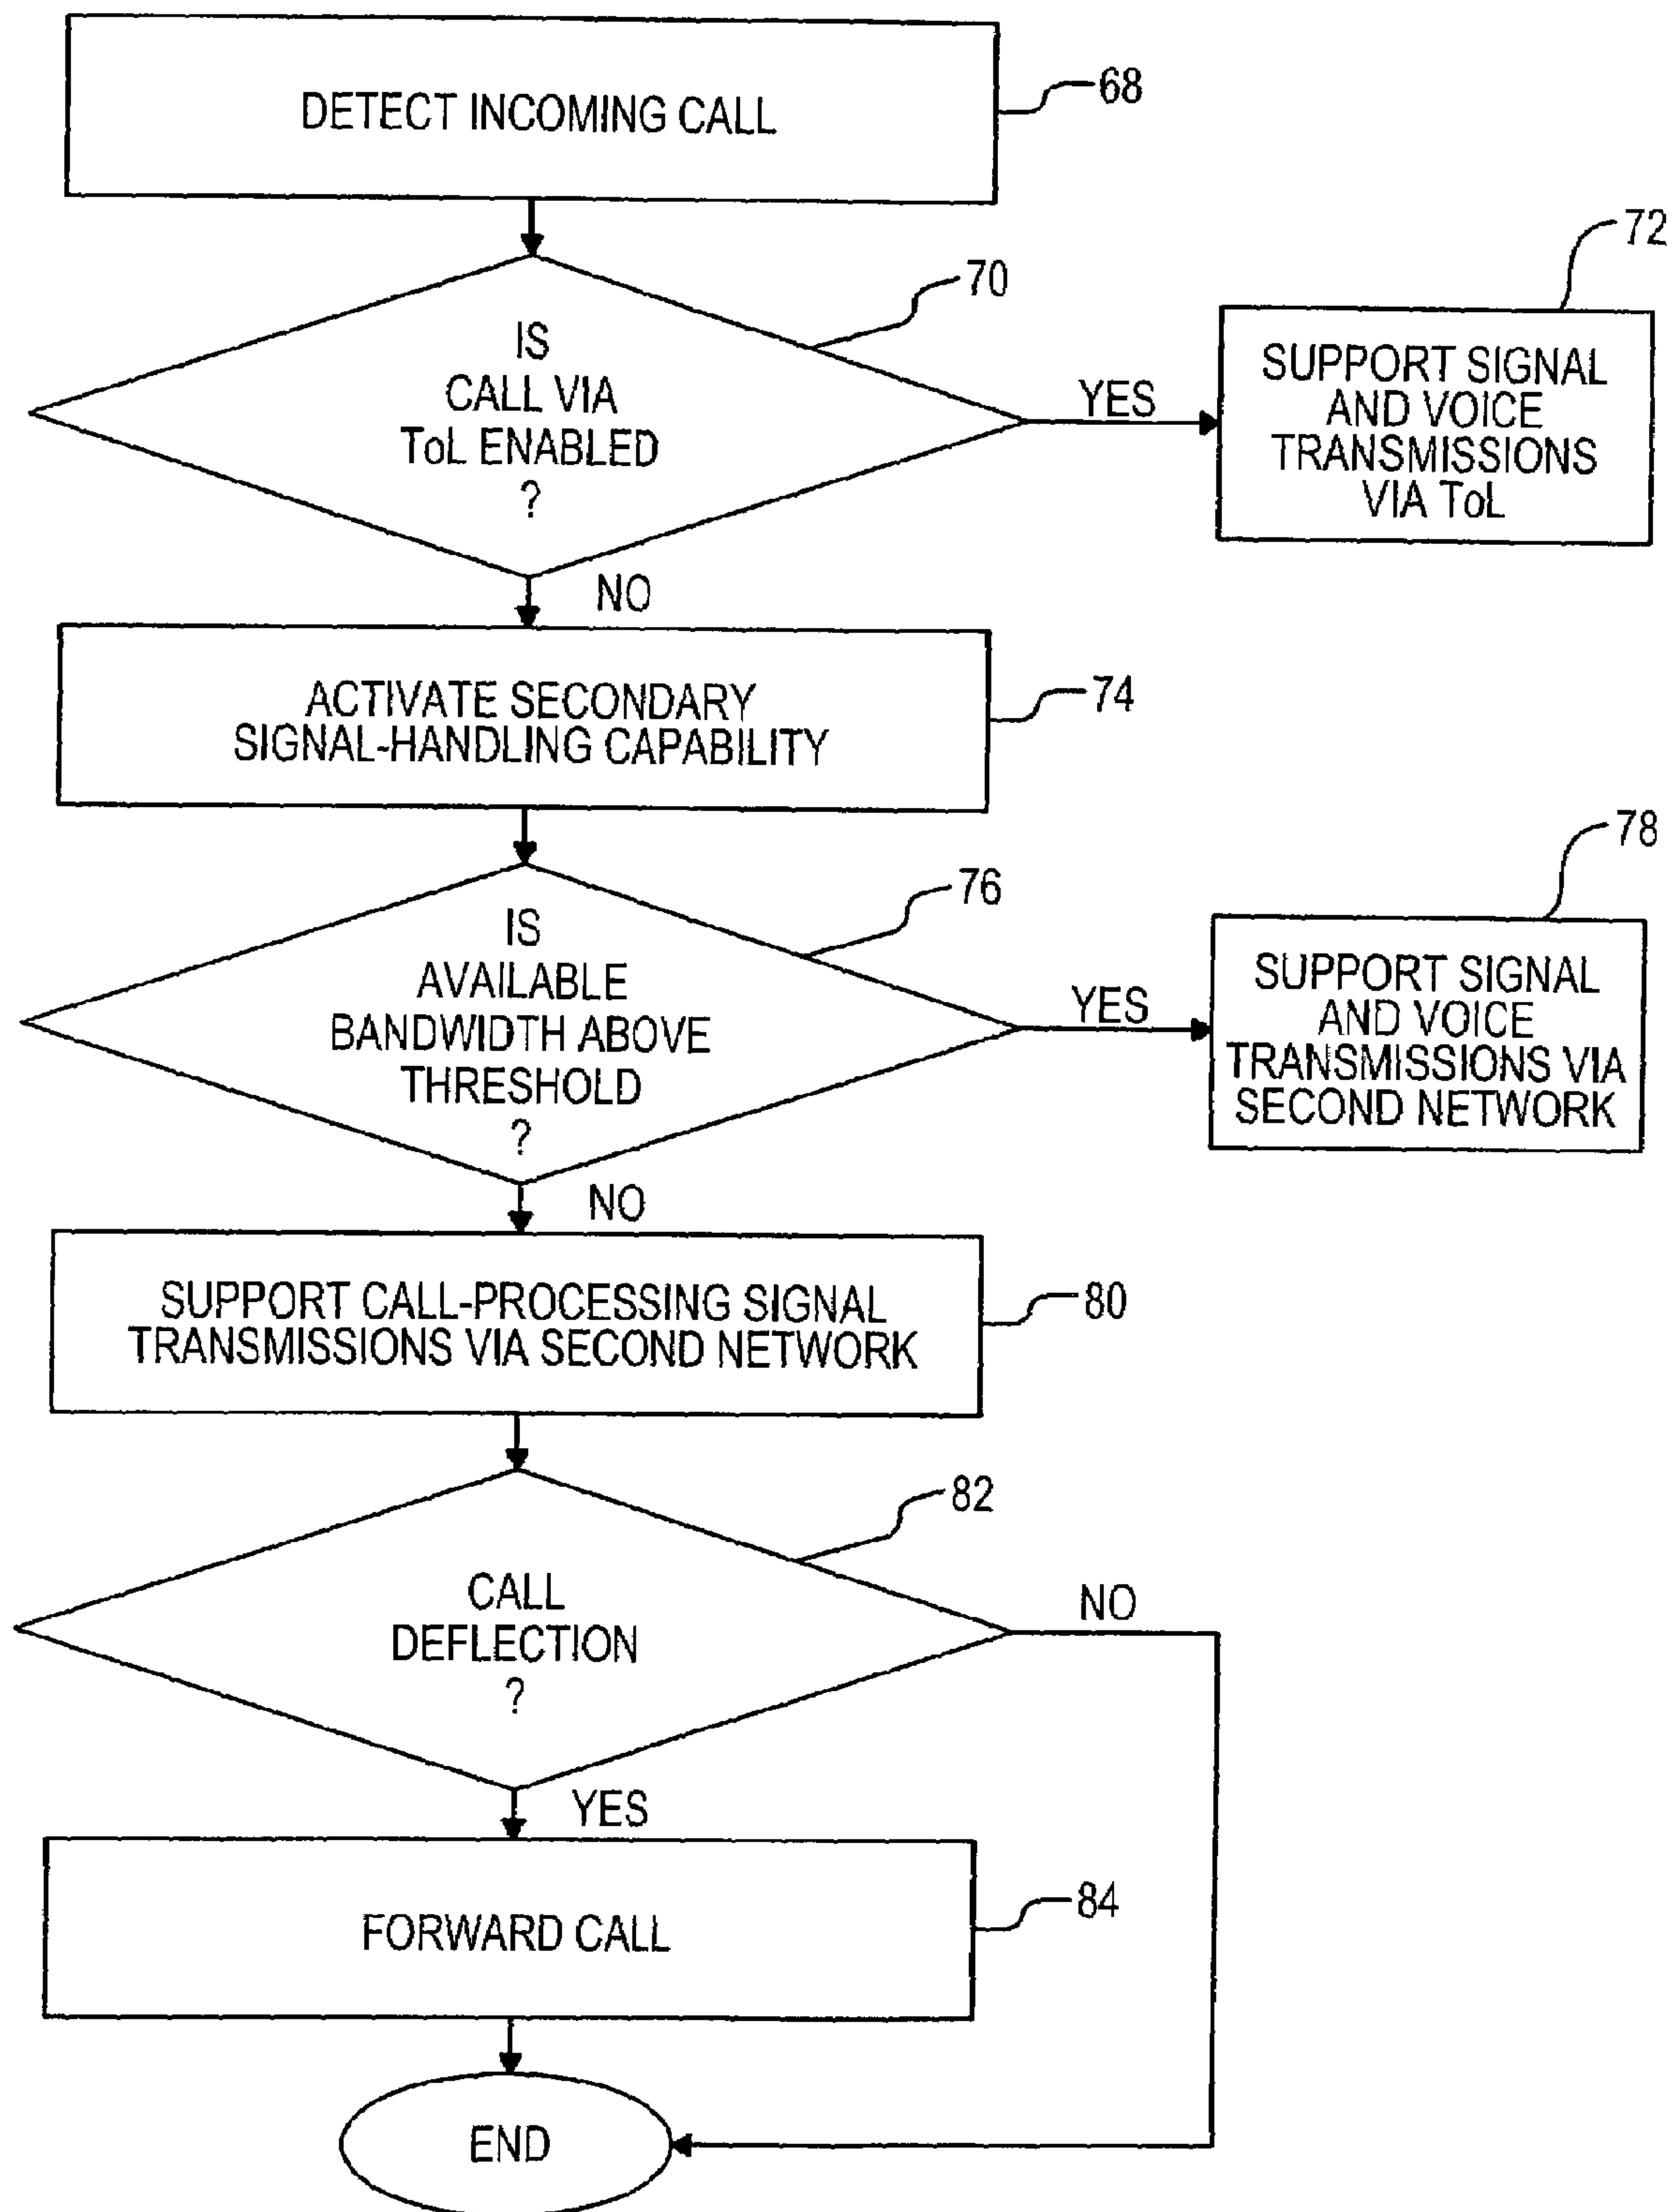 DETECT INCOMING CALL
68
IS
CALL VIA
ToL ENABLED
?
70
YES
72
SUPPORT SIGNAL
AND VOICE
TRANSMISSIONS
VIA ToL
NO
ACTIVATE SECONDARY
SIGNAL-HANDLING CAPABILITY
74
IS
AVAILABLE
BANDWIDTH ABOVE
THRESHOLD
?
76
YES
78
SUPPORT SIGNAL
AND VOICE
TRANSMISSIONS VIA
SECOND NETWORK
NO
SUPPORT CALL-PROCESSING SIGNAL
TRANSMISSIONS VIA SECOND NETWORK
80
CALL
DEFLECTION
?
82
NO
YES
FORWARD CALL
84
END